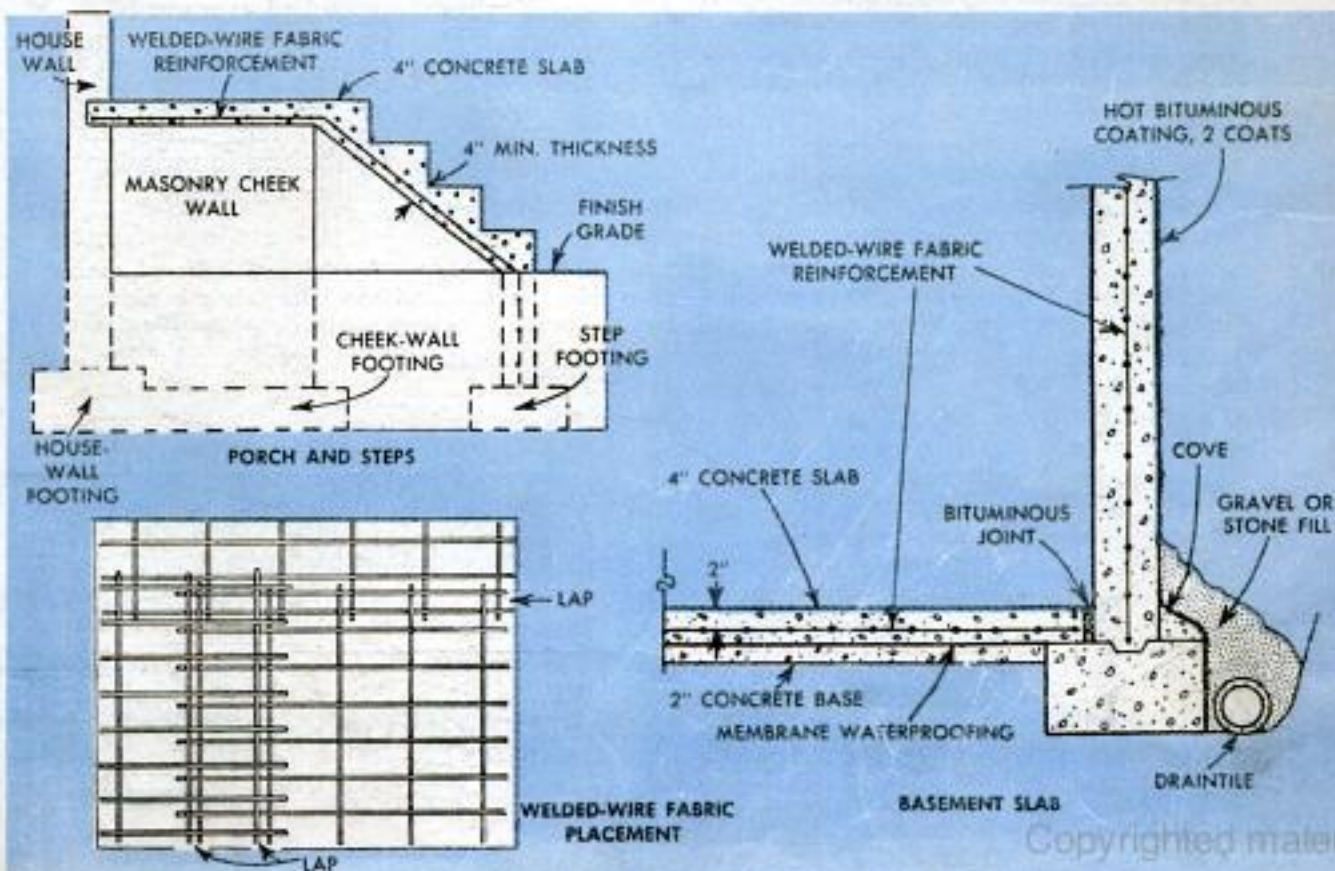 HOUSE
WALL
WELDED-WIRE FABRIC
REINFORCEMENT
4" CONCRETE SLAB
4" MIN. THICKNESS
MASONRY CHEEK
WALL
FINISH
GRADE
CHEEK-WALL
FOOTING
STEP
FOOTING
HOUSE-
WALL
FOOTING
PORCH AND STEPS
LAP
LAP
WELDED-WIRE FABRIC
PLACEMENT
HOT BITUMINOUS
COATING, 2 COATS
WELDED-WIRE FABRIC
REINFORCEMENT
COVE
4" CONCRETE SLAB
BITUMINOUS
JOINT
GRAVEL OR
STONE FILL
2"
2" CONCRETE BASE
MEMBRANE WATERPROOFING
DRAINTILE
BASEMENT SLAB
Copyrighted mater